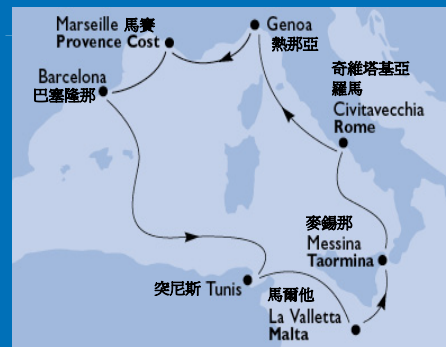 Marseille 馬賽
Provence Cost
Genoa
熱那亞
Barcelona
巴塞隆那
奇維塔基亞
羅馬
Civitavecchia
Rome
麥錫那
Messina
Taormina
突尼斯 Tunis
馬爾他
La Valletta
Malta